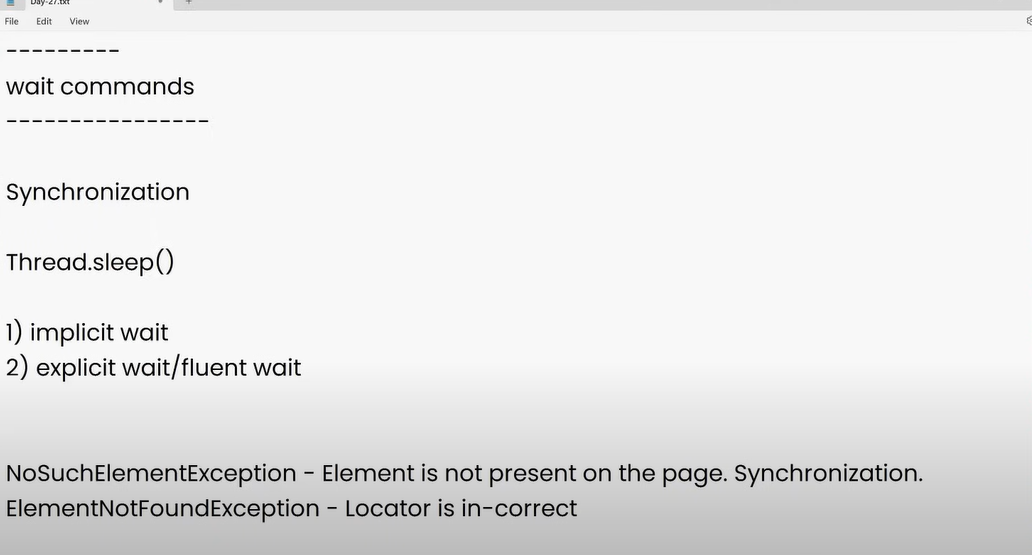 Day-27.txt
File Edit View
---------
wait commands
----------------
Synchronization
Thread.sleep()
1) implicit wait
2) explicit wait/fluent wait
NoSuchElementException - Element is not present on the page. Synchronization.
ElementNotFoundException - Locator is in-correct